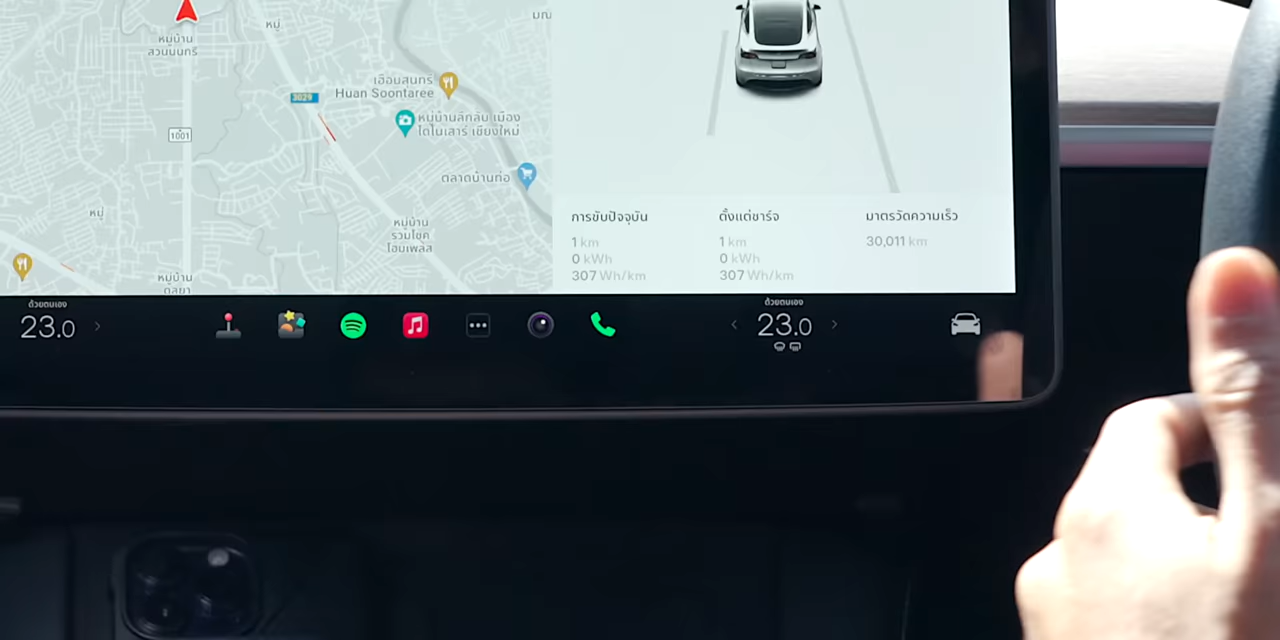 หมู่
มณ
หมู่บ้าน
สวนนนทรี
เฮือนสุนทรี
Huan Soontaree
3029
หมู่บ้านลิกลับ เมือง
ไดโนเสาร์ เชียงใหม่
1001
ตลาดบ้านท่อ
หมู่
หมู่บ้าน
รวมโชค
โฮมเพลส
หมู่บ้าน
ดลยา
การขับปัจจุบัน
1 km
0 kWh
307 Wh/km
ตั้งแต่ชาร์จ
1 km
0 kWh
307 Wh/km
มาตรวัดความเร็ว
30,011 km
ด้วยตนเอง
23.0
ด้วยตนเอง
23.0